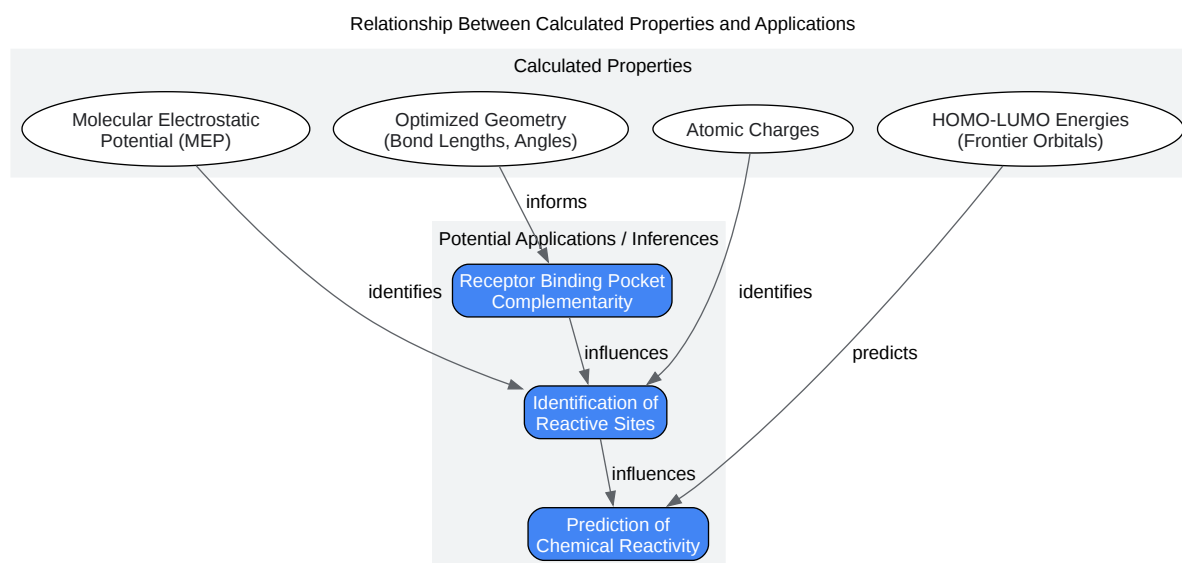 Relationship Between Calculated Properties and Applications
Calculated Properties
Molecular Electrostatic
Potential (MEP)
Optimized Geometry
(Bond Lengths, Angles)
Atomic Charges
HOMO-LUMO Energies
(Frontier Orbitals)
informs
Potential Applications / Inferences
Receptor Binding Pocket
Complementarity
identifies
identifies
influences
predicts
Identification of
Reactive Sites
influences
Prediction of
Chemical Reactivity